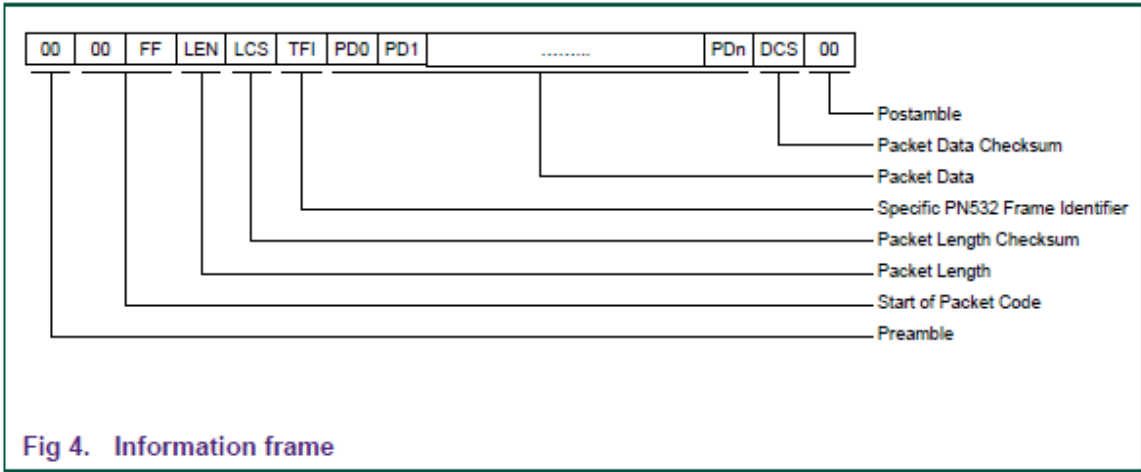 00 00 FF LEN LCS TFI PD0 PD1 .......... PDn DCS 00
Postamble
Packet Data Checksum
Packet Data
Specific PN532 Frame Identifier
Packet Length Checksum
Packet Length
Start of Packet Code
Preamble
Fig 4. Information frame